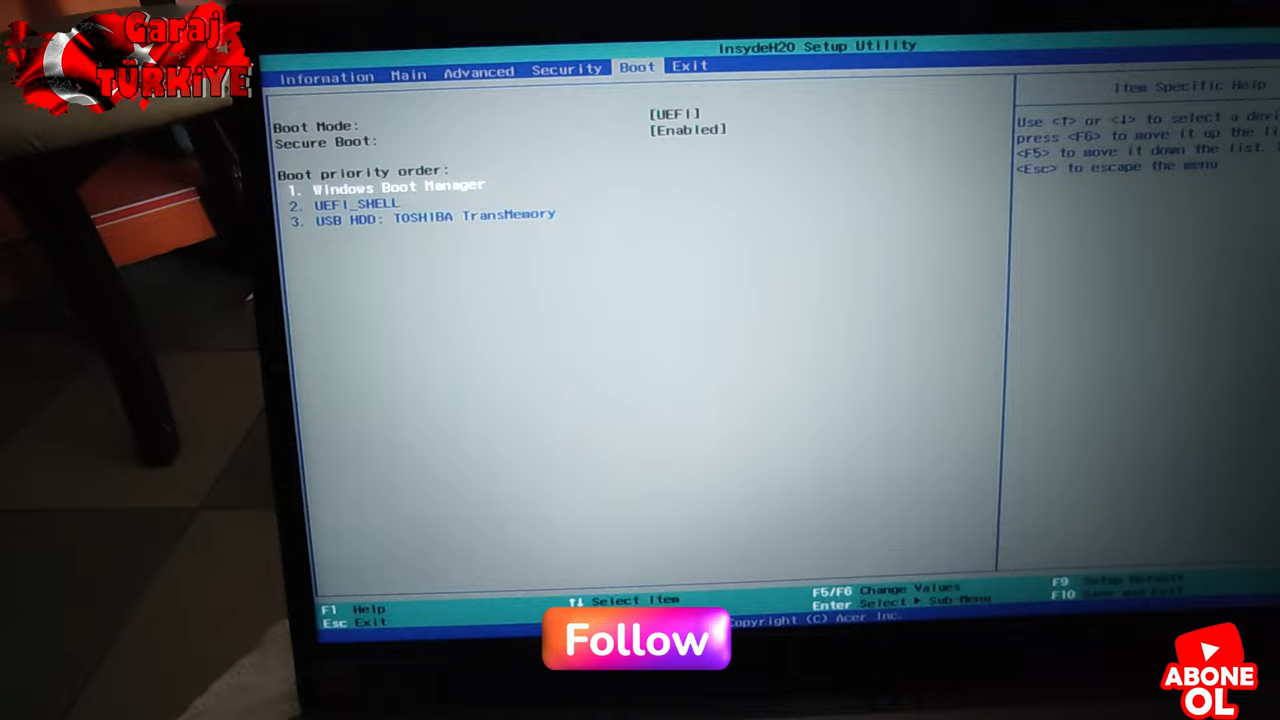 Garaj
TÜRKiYE
InsydeH20 Setup Utility
Information Main Advanced Security Boot Exit
Boot Mode: [UEFI]
Secure Boot: [Enabled]
Boot priority order:
1. Windows Boot Manager
2. UEFI_SHELL
3. USB HDD: TOSHIBA TransMemory
Item Specific Help
Use <↑> or <↓> to select a devi
press <F6> to move it up the li
<F5> to move it down the list.
<Esc> to escape the menu
F1 Help ↑↓ Select Item F5/F6 Change Values F9
Esc Exit Enter Select ▶ Sub-Menu F10
Copyright (C) Acer Inc.
Follow
ABONE
OL